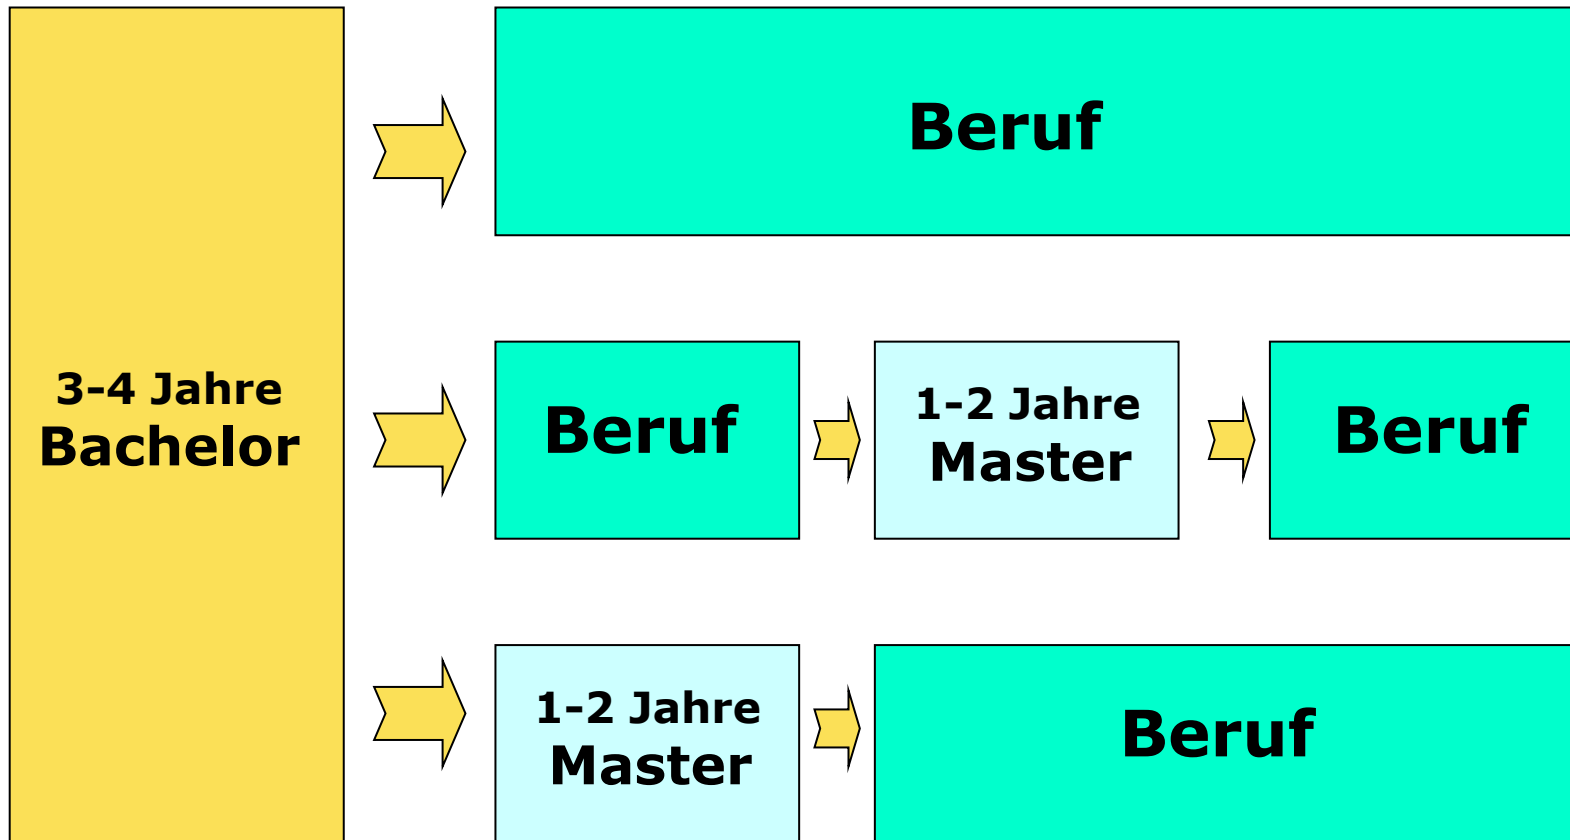 Beruf
3-4 Jahre
Bachelor
Beruf
1-2 Jahre
Master
Beruf
1-2 Jahre
Master
Beruf